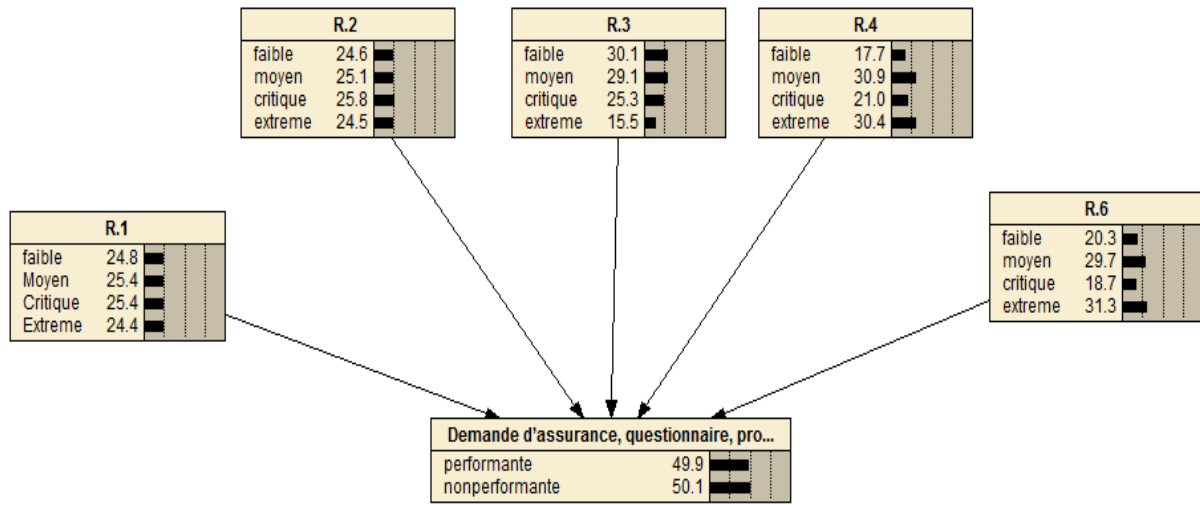 R.2
faible 24.6
moyen 25.1
critique 25.8
extreme 24.5
R.3
faible 30.1
moyen 29.1
critique 25.3
extreme 15.5
R.4
faible 17.7
moyen 30.9
critique 21.0
extreme 30.4
R.1
faible 24.8
Moyen 25.4
Critique 25.4
Extreme 24.4
R.6
faible 20.3
moyen 29.7
critique 18.7
extreme 31.3
Demande d'assurance, questionnaire, pro...
performante 49.9
nonperformante 50.1